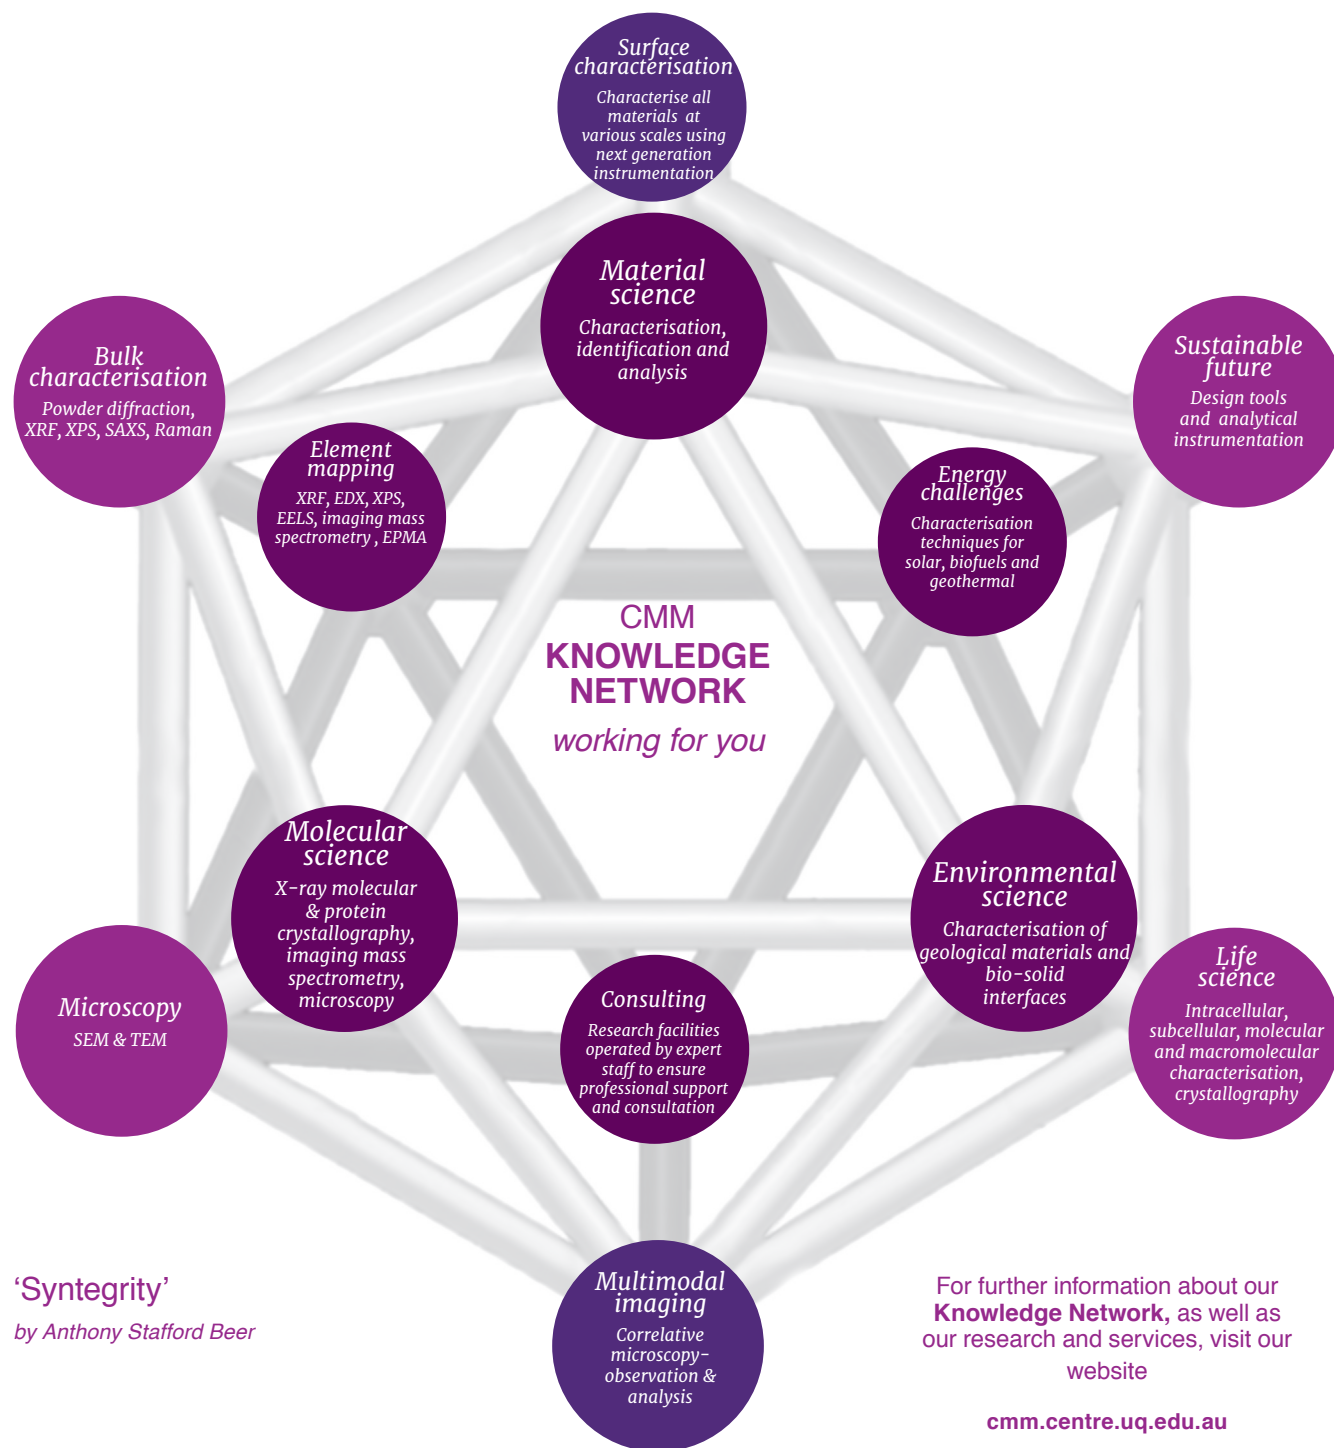 Surface
characterisation
Characterise all
materials at
various scales using
next generation
instrumentation
Material
science
Characterisation,
identification and
analysis
Bulk
characterisation
Powder diffraction,
XRF, XPS, SAXS, Raman
Sustainable
future
Design tools
and analytical
instrumentation
Element
mapping
XRF, EDX, XPS,
EELS, imaging mass
spectrometry , EPMA
Energy
challenges
Characterisation
techniques for
solar, biofuels and
geothermal
CMM
KNOWLEDGE
NETWORK
working for you
Molecular
science
X-ray molecular
& protein
crystallography,
imaging mass
spectrometry,
microscopy
Environmental
science
Characterisation of
geological materials and
bio-solid
interfaces
Microscopy
SEM & TEM
Consulting
Research facilities
operated by expert
staff to ensure
professional support
and consultation
Life
science
Intracellular,
subcellular, molecular
and macromolecular
characterisation,
crystallography
Multimodal
imaging
Correlative
microscopy-
observation &
analysis
‘Syntegrity’
by Anthony Stafford Beer
For further information about our
Knowledge Network, as well as
our research and services, visit our
website
cmm.centre.uq.edu.au